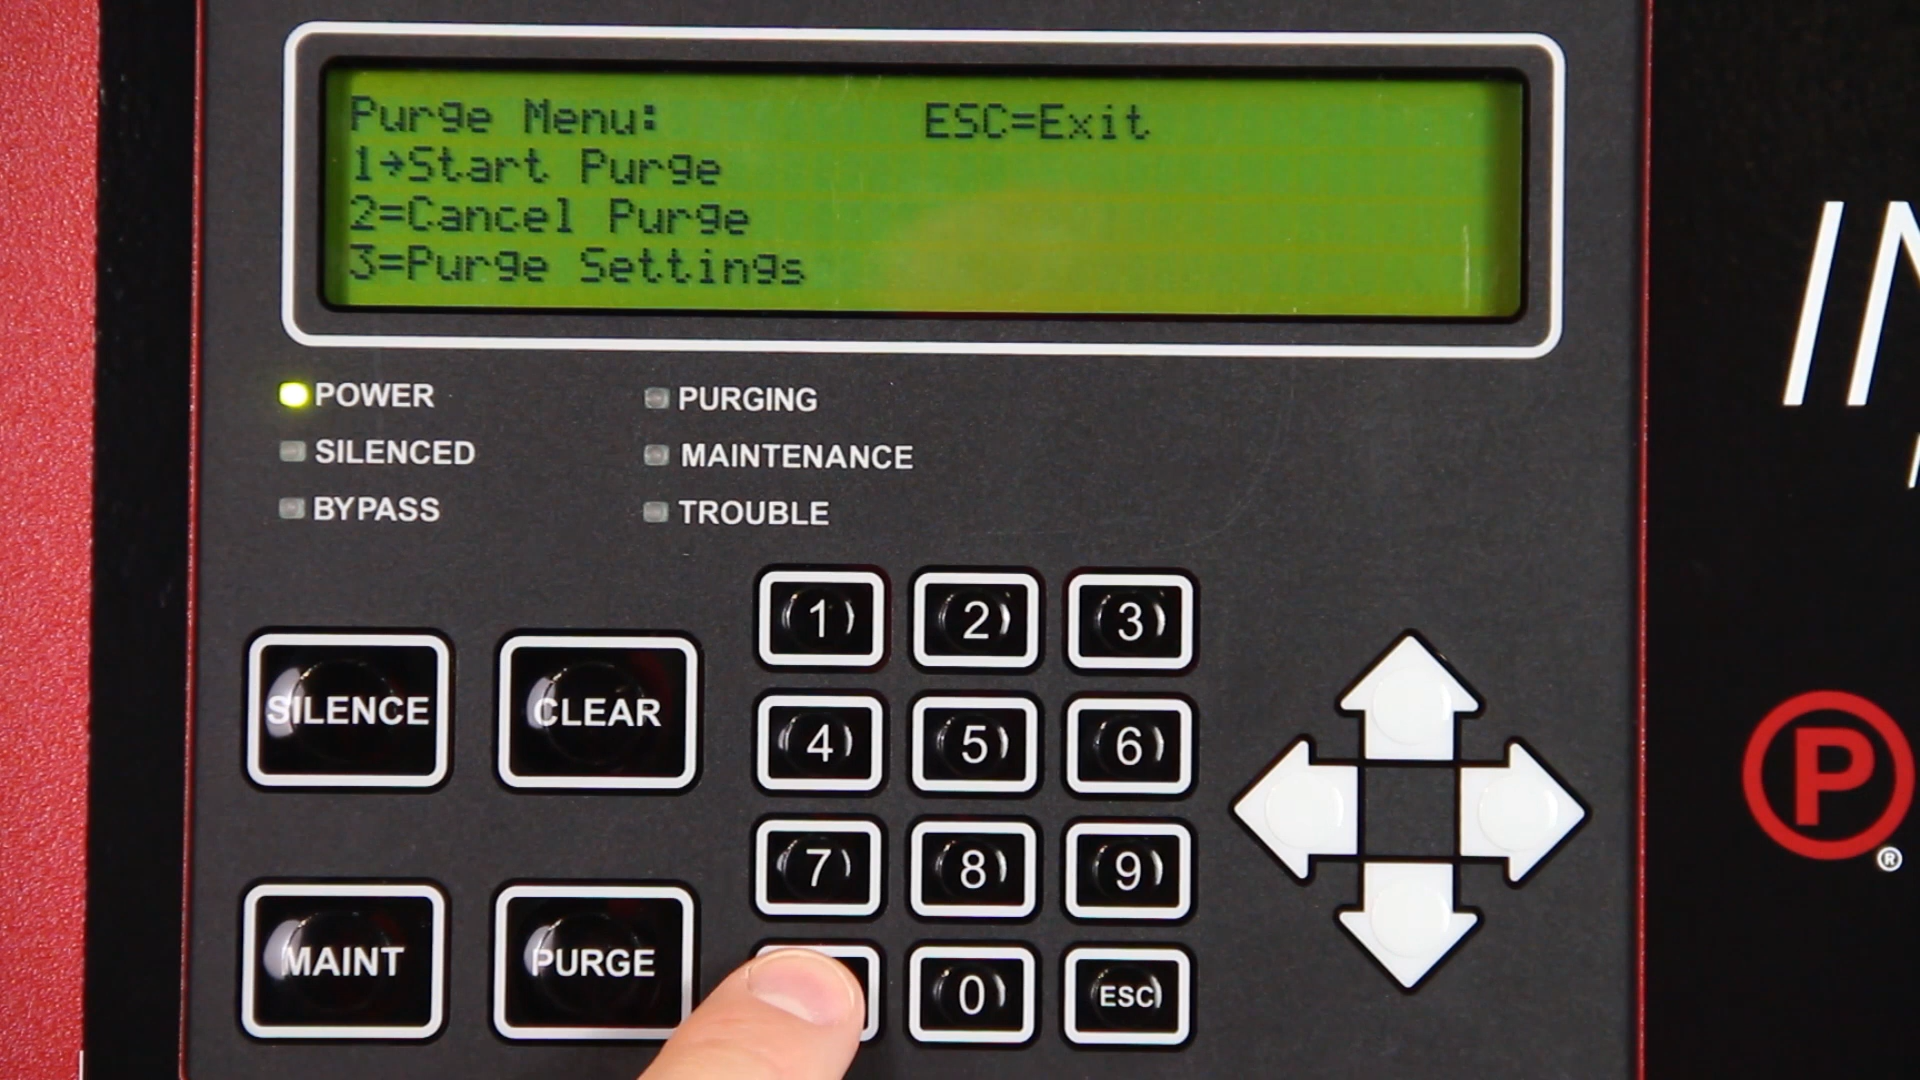 Purge Menu: ESC=Exit
1→Start Purge
2=Cancel Purge
3=Purge Settings
POWER PURGING
SILENCED MAINTENANCE
BYPASS TROUBLE
1 2 3
SILENCE CLEAR
4 5 6
7 8 9
MAINT PURGE
0 ESC
P
®